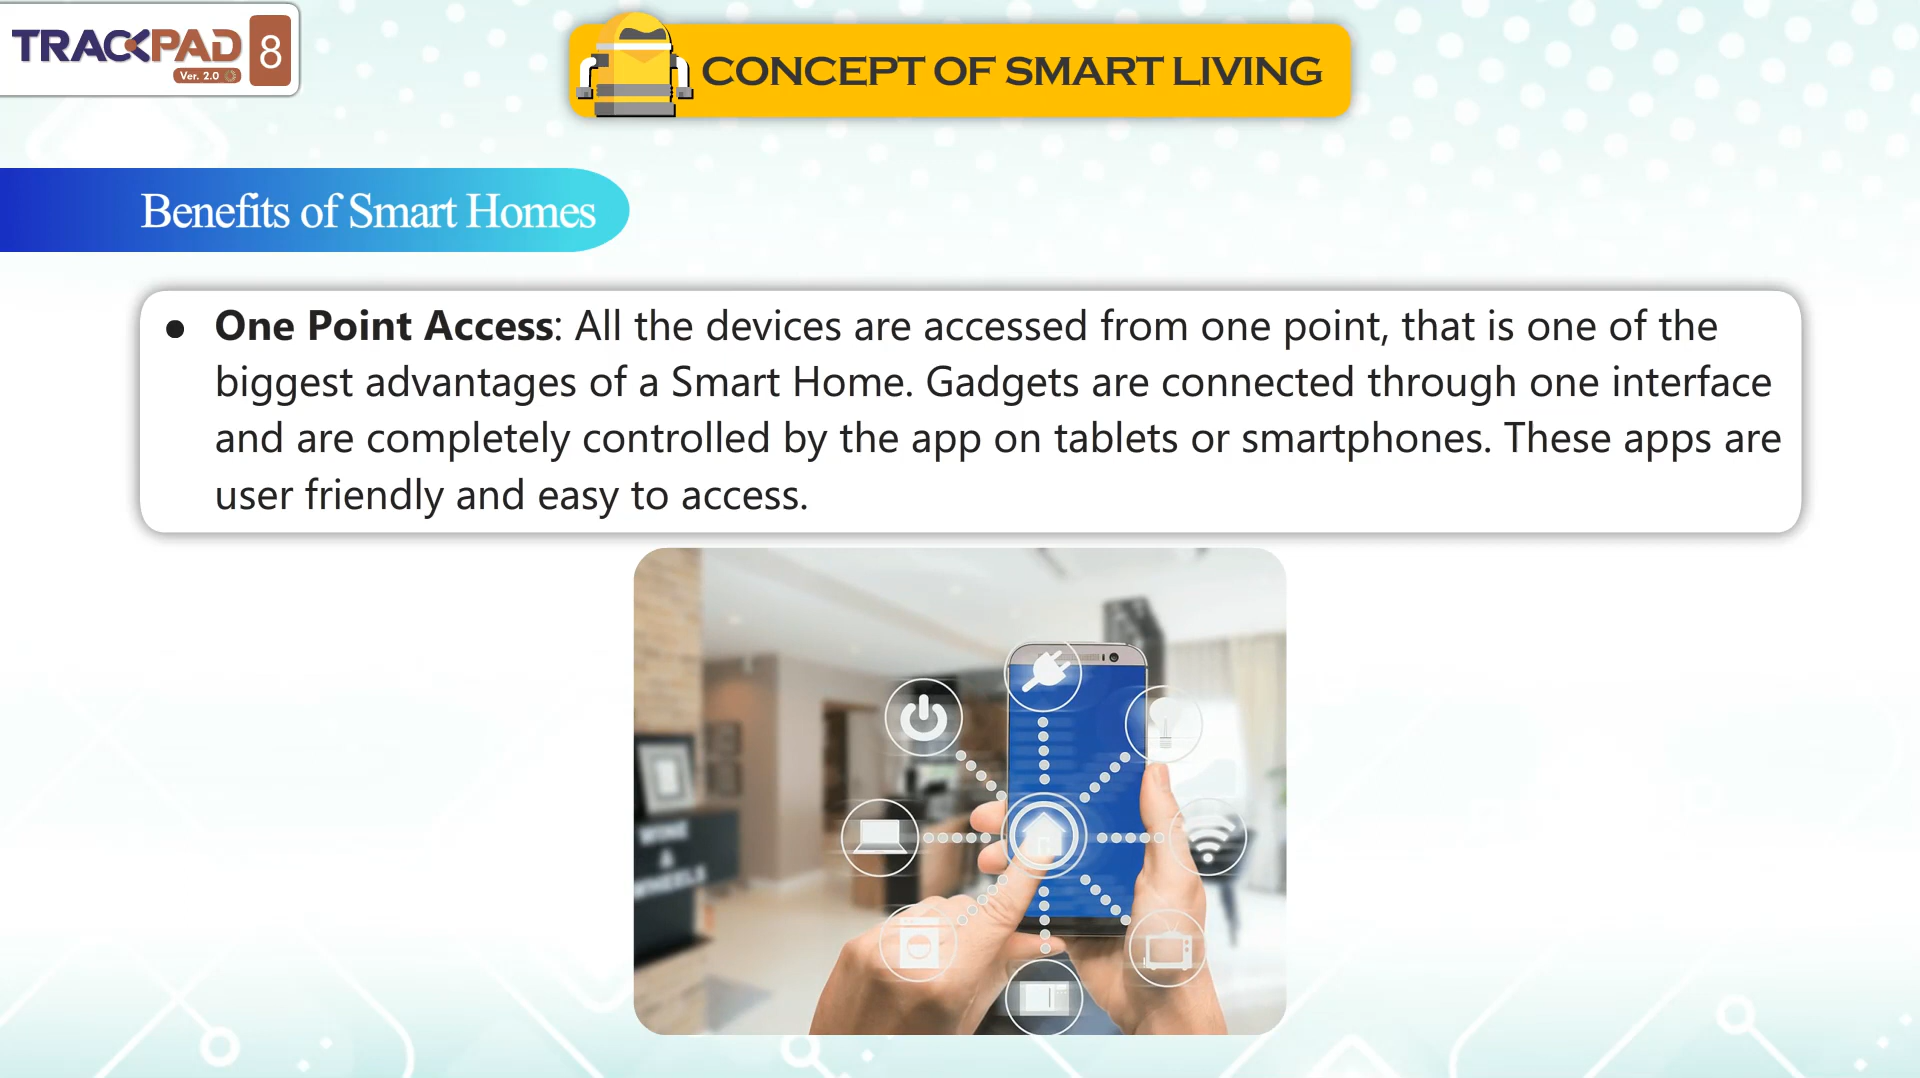 TRACKPAD
Ver. 2.0
8
CONCEPT OF SMART LIVING
Benefits of Smart Homes
● One Point Access: All the devices are accessed from one point, that is one of the
biggest advantages of a Smart Home. Gadgets are connected through one interface
and are completely controlled by the app on tablets or smartphones. These apps are
user friendly and easy to access.
WINE
&
WHEELS